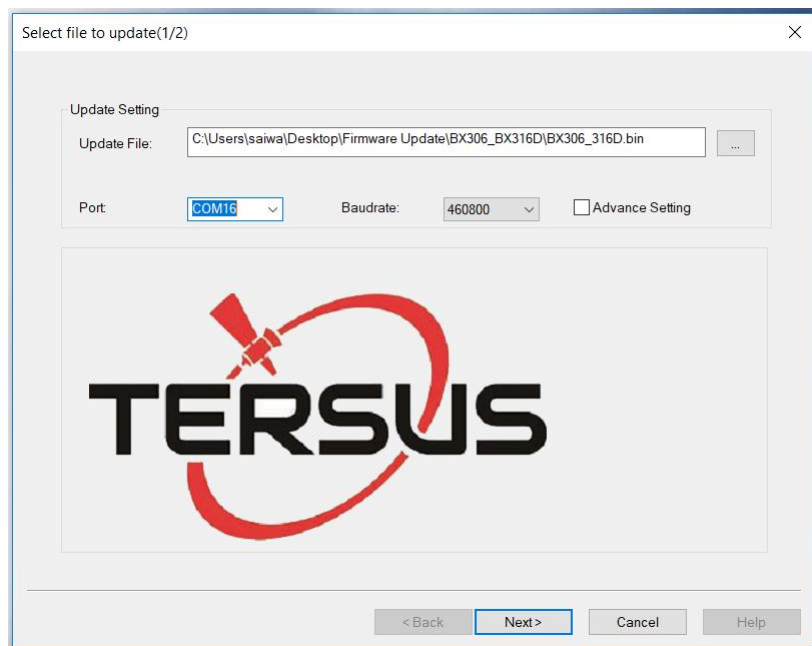 Select file to update(1/2)
Update Setting
Update File:
C:\Users\saiwa\Desktop\Firmware Update\BX306_BX316D\BX306_316D.bin
...
Port: COM16 Baudrate: 460800 Advance Setting
TERSUS
< Back Next > Cancel Help